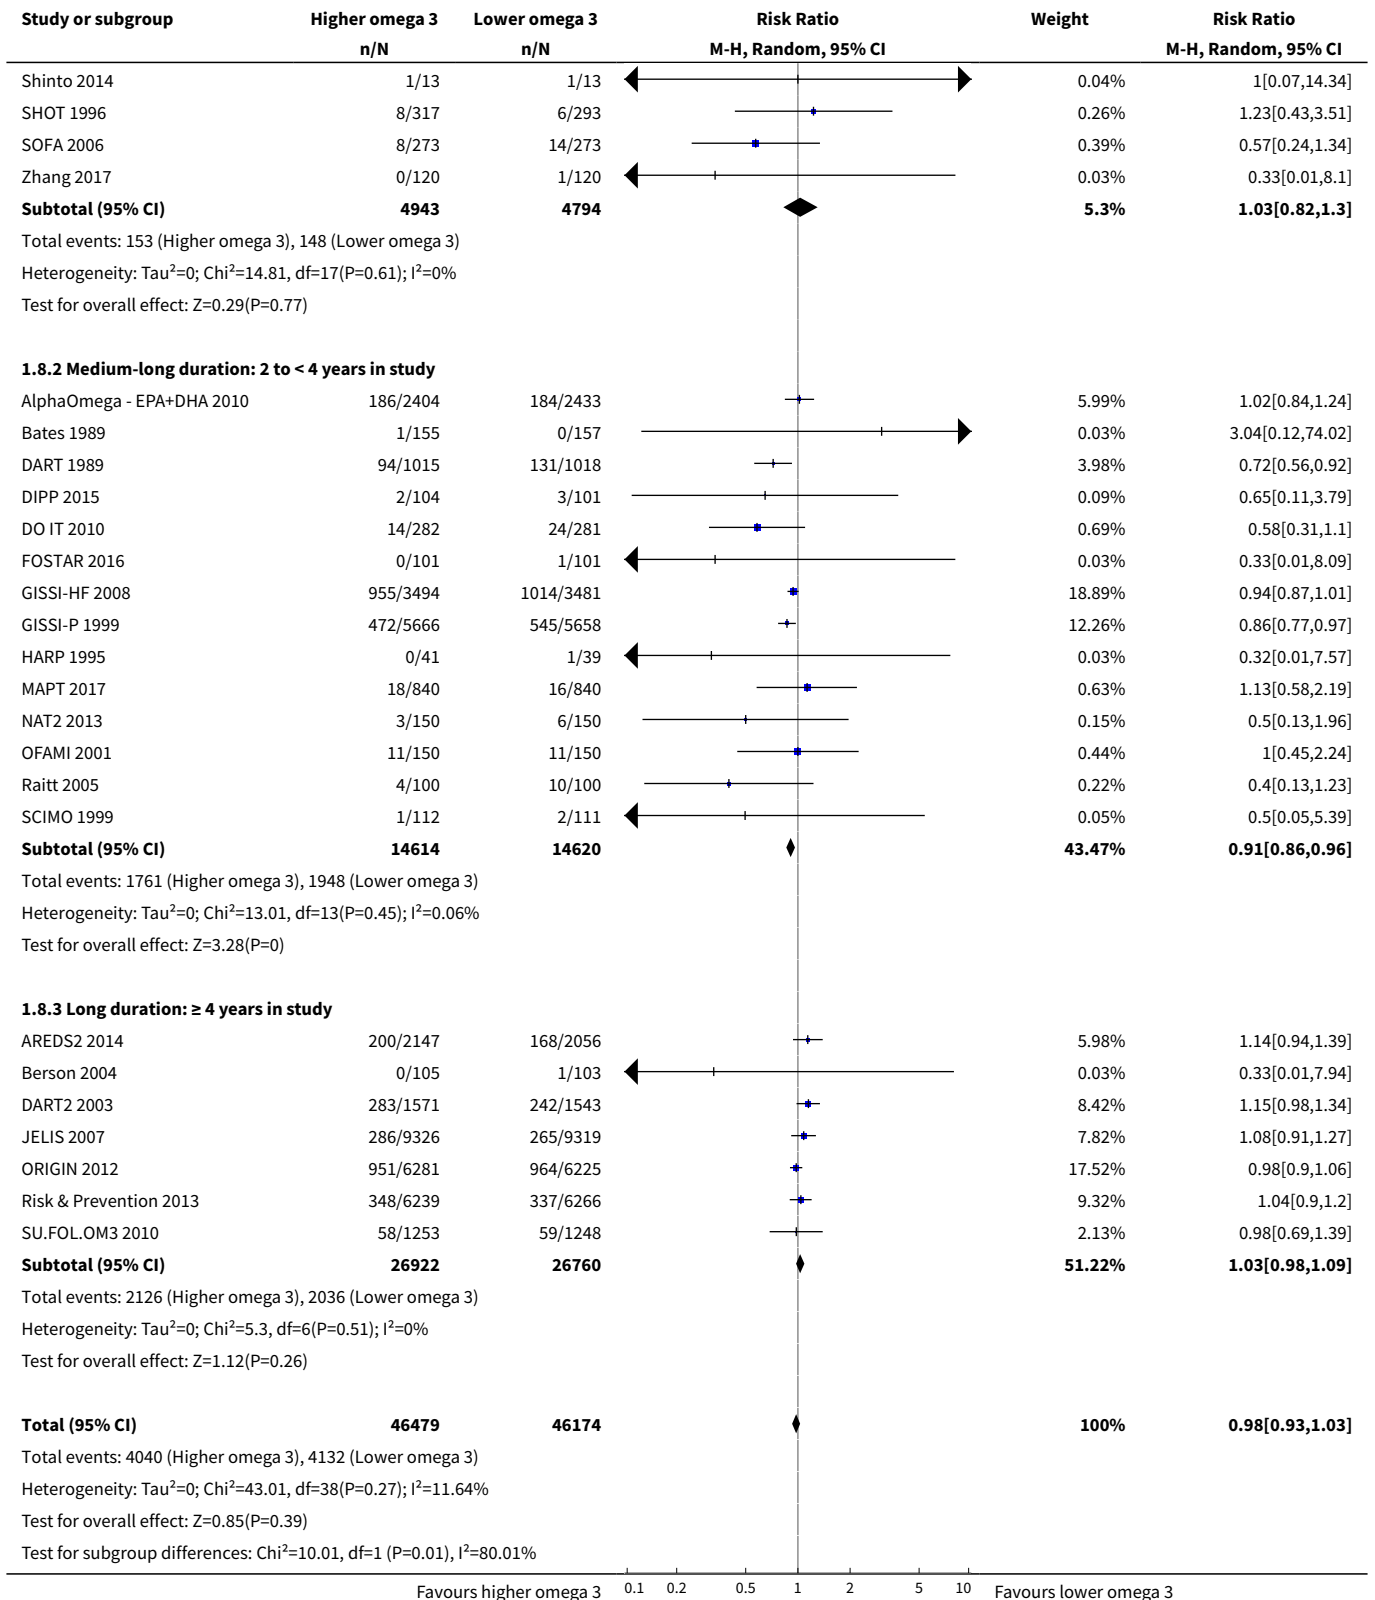 Study or subgroup Higher omega 3 Lower omega 3 Risk Ratio Weight Risk Ratio
n/N n/N M-H, Random, 95% CI M-H, Random, 95% CI
Shinto 2014 1/13 1/13 0.04% 1[0.07,14.34]
SHOT 1996 8/317 6/293 0.26% 1.23[0.43,3.51]
SOFA 2006 8/273 14/273 0.39% 0.57[0.24,1.34]
Zhang 2017 0/120 1/120 0.03% 0.33[0.01,8.1]
Subtotal (95% CI) 4943 4794 5.3% 1.03[0.82,1.3]
Total events: 153 (Higher omega 3), 148 (Lower omega 3)
Heterogeneity: Tau²=0; Chi²=14.81, df=17(P=0.61); I²=0%
Test for overall effect: Z=0.29(P=0.77)
1.8.2 Medium-long duration: 2 to < 4 years in study
AlphaOmega - EPA+DHA 2010 186/2404 184/2433 5.99% 1.02[0.84,1.24]
Bates 1989 1/155 0/157 0.03% 3.04[0.12,74.02]
DART 1989 94/1015 131/1018 3.98% 0.72[0.56,0.92]
DIPP 2015 2/104 3/101 0.09% 0.65[0.11,3.79]
DO IT 2010 14/282 24/281 0.69% 0.58[0.31,1.1]
FOSTAR 2016 0/101 1/101 0.03% 0.33[0.01,8.09]
GISSI-HF 2008 955/3494 1014/3481 18.89% 0.94[0.87,1.01]
GISSI-P 1999 472/5666 545/5658 12.26% 0.86[0.77,0.97]
HARP 1995 0/41 1/39 0.03% 0.32[0.01,7.57]
MAPT 2017 18/840 16/840 0.63% 1.13[0.58,2.19]
NAT2 2013 3/150 6/150 0.15% 0.5[0.13,1.96]
OFAMI 2001 11/150 11/150 0.44% 1[0.45,2.24]
Raitt 2005 4/100 10/100 0.22% 0.4[0.13,1.23]
SCIMO 1999 1/112 2/111 0.05% 0.5[0.05,5.39]
Subtotal (95% CI) 14614 14620 43.47% 0.91[0.86,0.96]
Total events: 1761 (Higher omega 3), 1948 (Lower omega 3)
Heterogeneity: Tau²=0; Chi²=13.01, df=13(P=0.45); I²=0.06%
Test for overall effect: Z=3.28(P=0)
1.8.3 Long duration: ≥ 4 years in study
AREDS2 2014 200/2147 168/2056 5.98% 1.14[0.94,1.39]
Berson 2004 0/105 1/103 0.03% 0.33[0.01,7.94]
DART2 2003 283/1571 242/1543 8.42% 1.15[0.98,1.34]
JELIS 2007 286/9326 265/9319 7.82% 1.08[0.91,1.27]
ORIGIN 2012 951/6281 964/6225 17.52% 0.98[0.9,1.06]
Risk & Prevention 2013 348/6239 337/6266 9.32% 1.04[0.9,1.2]
SU.FOL.OM3 2010 58/1253 59/1248 2.13% 0.98[0.69,1.39]
Subtotal (95% CI) 26922 26760 51.22% 1.03[0.98,1.09]
Total events: 2126 (Higher omega 3), 2036 (Lower omega 3)
Heterogeneity: Tau²=0; Chi²=5.3, df=6(P=0.51); I²=0%
Test for overall effect: Z=1.12(P=0.26)
Total (95% CI) 46479 46174 100% 0.98[0.93,1.03]
Total events: 4040 (Higher omega 3), 4132 (Lower omega 3)
Heterogeneity: Tau²=0; Chi²=43.01, df=38(P=0.27); I²=11.64%
Test for overall effect: Z=0.85(P=0.39)
Test for subgroup differences: Chi²=10.01, df=1 (P=0.01), I²=80.01%
Favours higher omega 3 0.1 0.2 0.5 1 2 5 10 Favours lower omega 3